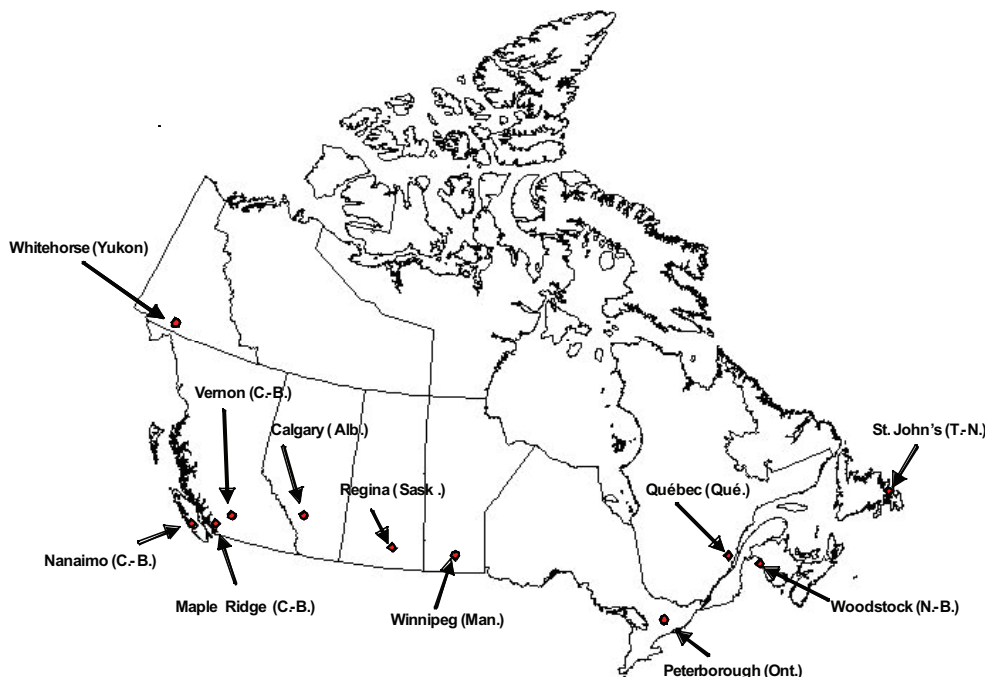 Whitehorse (Yukon)
Vernon (C.-B.)
Calgary ( Alb.)
St. John's (T.-N.)
Regina (Sask .)
Québec (Qué.)
Nanaimo (C.-B.)
Maple Ridge (C.-B.)
Winnipeg (Man.)
Woodstock (N.-B.)
Peterborough (Ont.)